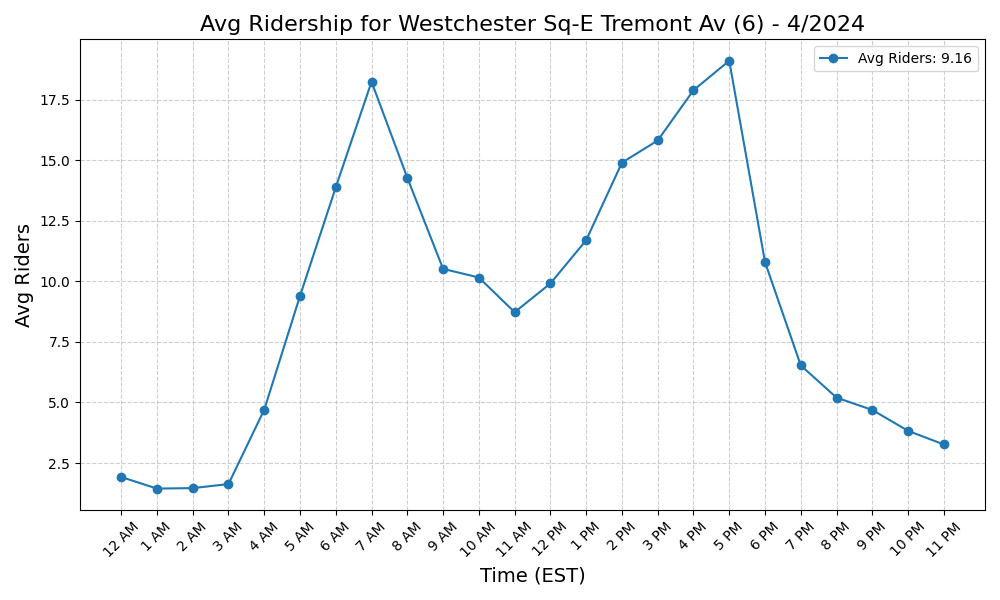 Avg Ridership for Westchester Sq-E Tremont Av (6) - 4/2024
Avg Riders: 9.16
Avg Riders
17.5
15.0
12.5
10.0
7.5
5.0
2.5
12 AM
1 AM
2 AM
3 AM
4 AM
5 AM
6 AM
7 AM
8 AM
9 AM
10 AM
11 AM
12 PM
1 PM
2 PM
3 PM
4 PM
5 PM
6 PM
7 PM
8 PM
9 PM
10 PM
11 PM
Time (EST)